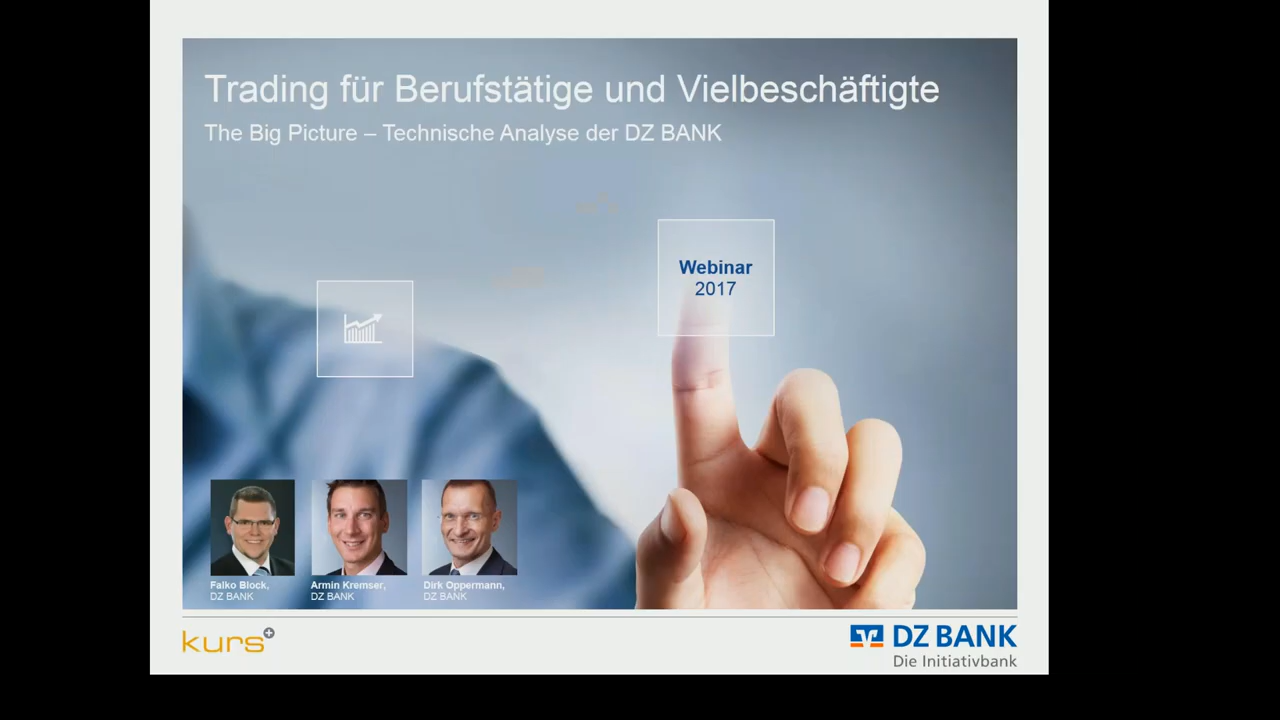 Trading für Berufstätige und Vielbeschäftigte
The Big Picture – Technische Analyse der DZ BANK
Webinar
2017
Falko Block,
DZ BANK
Armin Kremser,
DZ BANK
Dirk Oppermann,
DZ BANK
kurs+
DZ BANK
Die Initiativbank